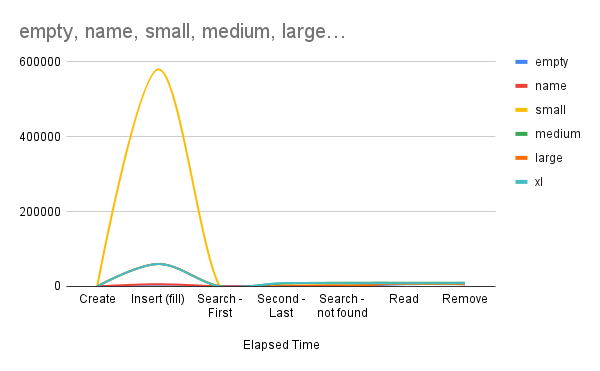 empty, name, small, medium, large...
600000
400000
200000
0
empty
name
small
medium
large
xl
Create
Insert (fill)
Search -
First
Second -
Last
Search -
not found
Read
Remove
Elapsed Time